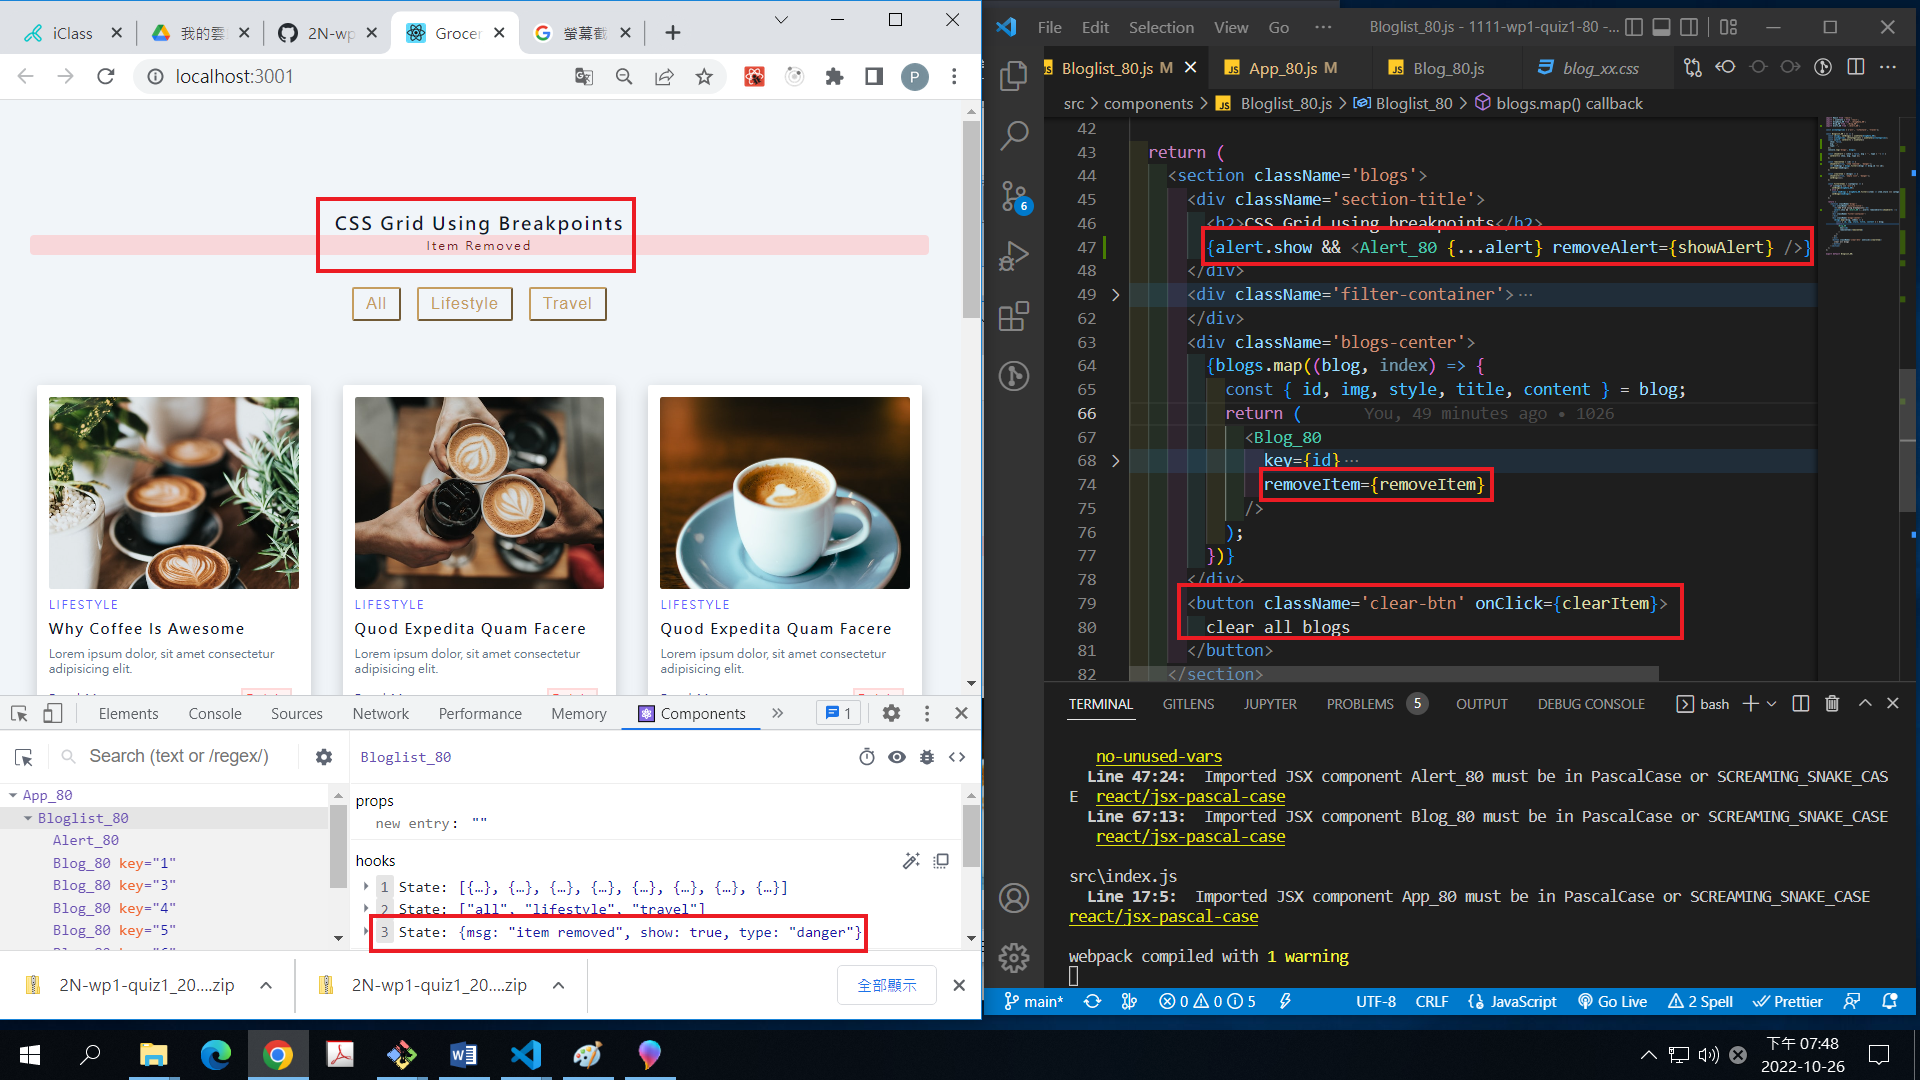 iClass
我的雲
2N-wp
Grocer
螢幕截
localhost:3001
P
CSS Grid Using Breakpoints
Item Removed
All
Lifestyle
Travel
LIFESTYLE
Why Coffee Is Awesome
Lorem ipsum dolor, sit amet consectetur
adipisicing elit.
LIFESTYLE
Quod Expedita Quam Facere
Lorem ipsum dolor, sit amet consectetur
adipisicing elit.
LIFESTYLE
Quod Expedita Quam Facere
Lorem ipsum dolor, sit amet consectetur
adipisicing elit.
Elements Console Sources Network Performance Memory Components » 1
Search (text or /regex/)
App_80
Bloglist_80
Alert_80
Blog_80 key="1"
Blog_80 key="3"
Blog_80 key="4"
Blog_80 key="5"
Bloglist_80
props
new entry: ""
hooks
1 State: [{…}, {…}, {…}, {…}, {…}, {…}, {…}, {…}]
2 State: ["all", "lifestyle", "travel"]
3 State: {msg: "item removed", show: true, type: "danger"}
2N-wp1-quiz1_20....zip
2N-wp1-quiz1_20....zip
全部顯示
File Edit Selection View Go ···
Bloglist_80.js - 1111-wp1-quiz1-80 -...
JS Bloglist_80.js M
JS App_80.js M
JS Blog_80.js
blog_xx.css
src > components > JS Bloglist_80.js > Bloglist_80 > blogs.map() callback
6
42
43 return (
44 <section className='blogs'>
45 <div className='section-title'>
46 <h2>CSS Grid using breakpoints</h2>
47 {alert.show && <Alert_80 {...alert} removeAlert={showAlert} />}
48 </div>
49 <div className='filter-container'>···
62 </div>
63 <div className='blogs-center'>
64 {blogs.map((blog, index) => {
65 const { id, img, style, title, content } = blog;
66 return ( You, 49 minutes ago • 1026
67 <Blog_80
68 key={id}···
74 removeItem={removeItem}
75 />
76 );
77 })}
78 </div>
79 <button className='clear-btn' onClick={clearItem}>
80 clear all blogs
81 </button>
82 </section>
TERMINAL GITLENS JUPYTER PROBLEMS 5 OUTPUT DEBUG CONSOLE bash
no-unused-vars
Line 47:24: Imported JSX component Alert_80 must be in PascalCase or SCREAMING_SNAKE_CAS
E react/jsx-pascal-case
Line 67:13: Imported JSX component Blog_80 must be in PascalCase or SCREAMING_SNAKE_CASE
react/jsx-pascal-case
src\index.js
Line 17:5: Imported JSX component App_80 must be in PascalCase or SCREAMING_SNAKE_CASE
react/jsx-pascal-case
webpack compiled with 1 warning
main* 0 0 5 UTF-8 CRLF JavaScript Go Live 2 Spell Prettier
下午 07:48
2022-10-26